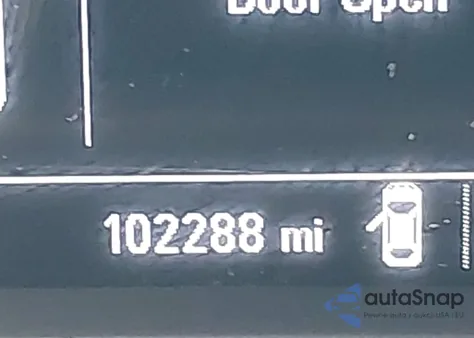 Door Open
102288 mi
autaSnap